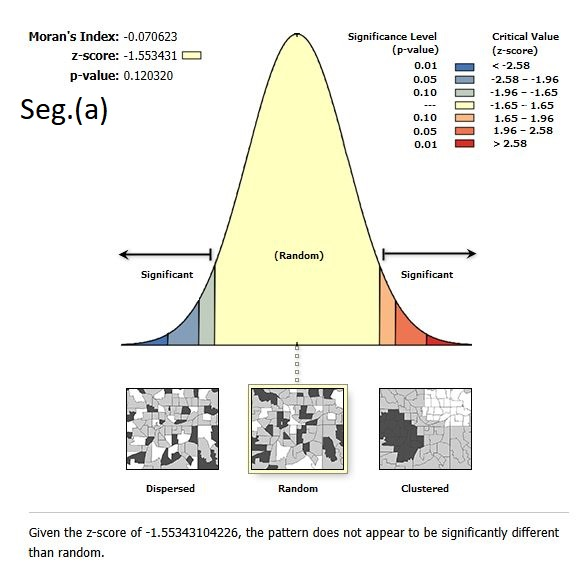 Moran's Index: -0.070623
z-score: -1.553431
p-value: 0.120320
Seg.(a)
Significance Level
(p-value)
Critical Value
(z-score)
0.01 < -2.58
0.05 -2.58 - -1.96
0.10 -1.96 - -1.65
--- -1.65 - 1.65
0.10 1.65 - 1.96
0.05 1.96 - 2.58
0.01 > 2.58
(Random)
Significant
Significant
Dispersed
Random
Clustered
Given the z-score of -1.55343104226, the pattern does not appear to be significantly different
than random.